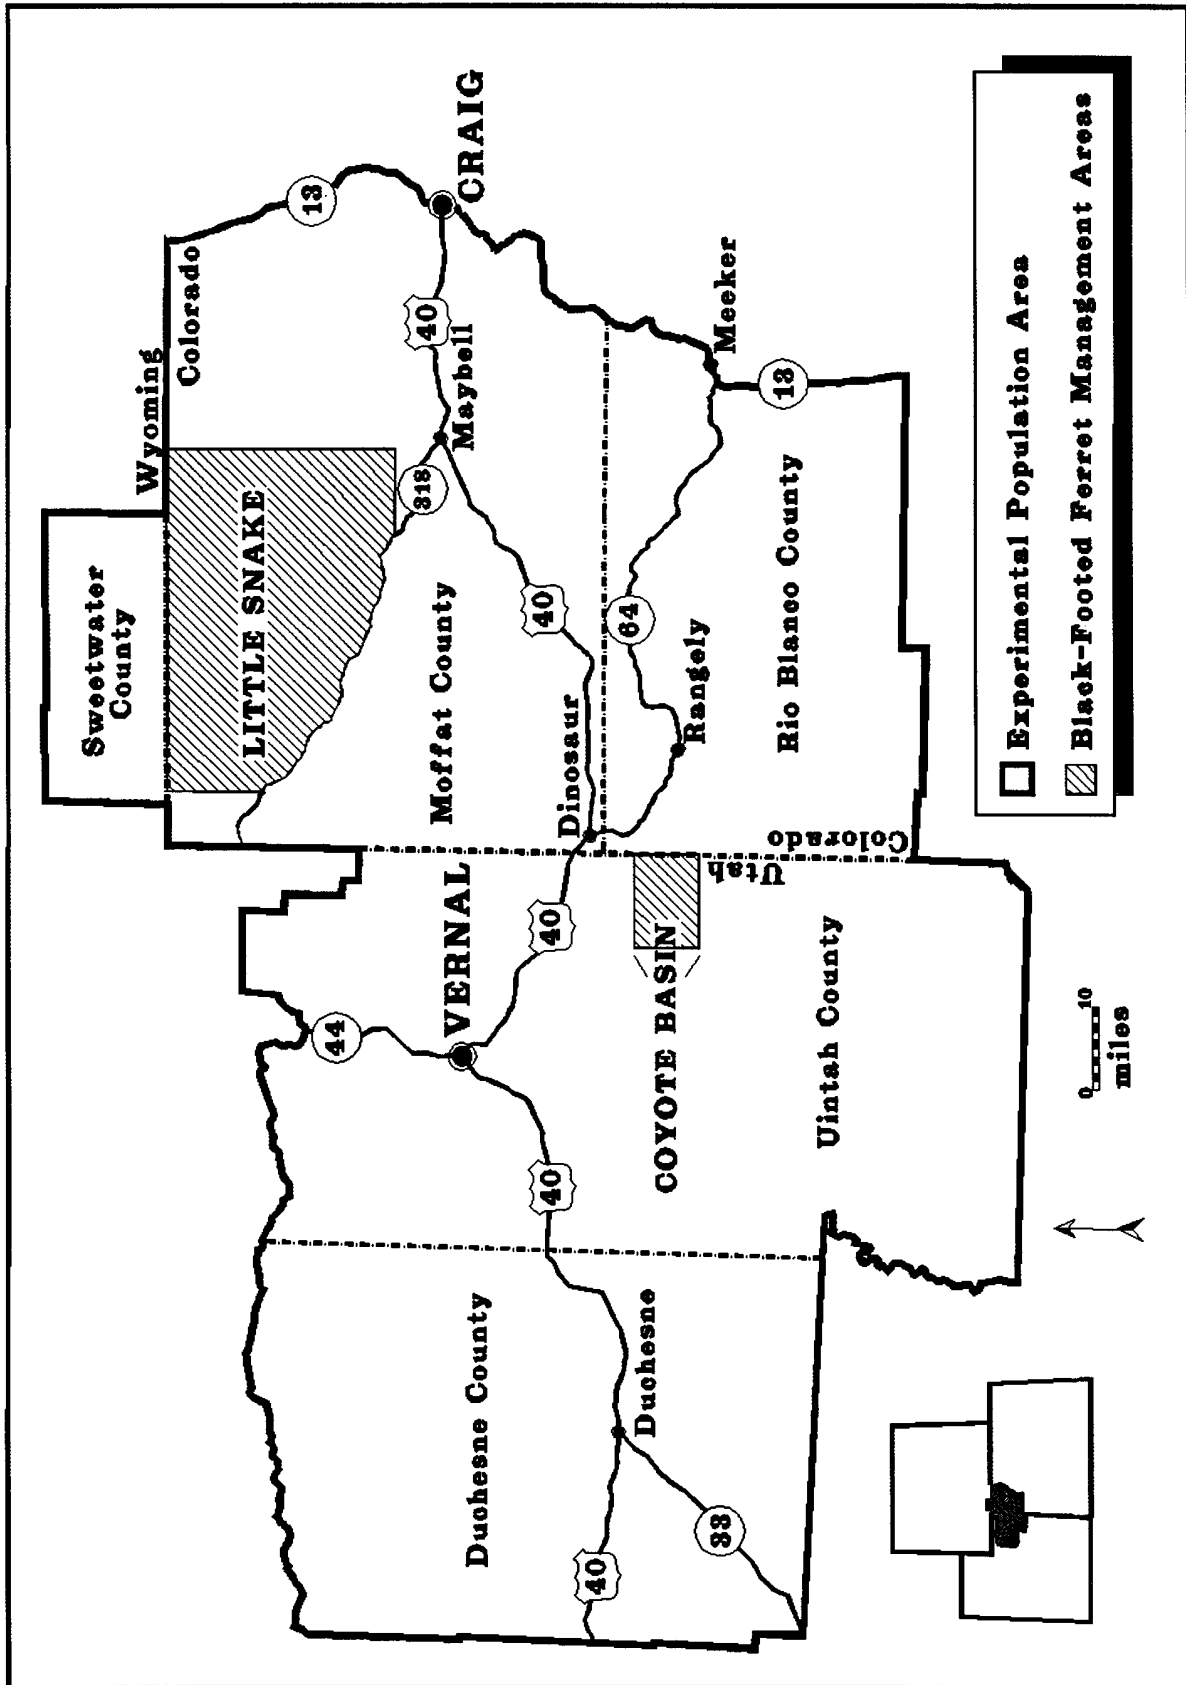 Sweetwater
County
Wyoming
Colorado
13
LITTLE SNAKE
318
40
CRAIG
Maybell
Moffat County
40
Dinosaur
64
Rangely
Meeker
13
Rio Blanco County
Colorado
Utah
44
VERNAL
40
COYOTE BASIN
Uintah County
40
Duchesne County
Duchesne
40
33
0 10
miles
Experimental Population Area
Black-Footed Ferret Management Areas